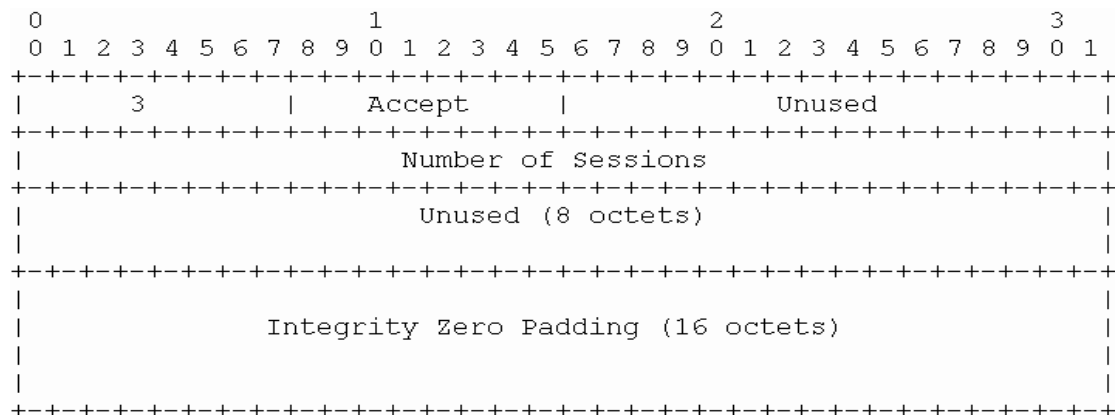 0                   1                   2                   3
0 1 2 3 4 5 6 7 8 9 0 1 2 3 4 5 6 7 8 9 0 1 2 3 4 5 6 7 8 9 0 1
+-+-+-+-+-+-+-+-+-+-+-+-+-+-+-+-+-+-+-+-+-+-+-+-+-+-+-+-+-+-+-+-+
|      3        |    Accept     |            Unused             |
+-+-+-+-+-+-+-+-+-+-+-+-+-+-+-+-+-+-+-+-+-+-+-+-+-+-+-+-+-+-+-+-+
|                      Number of Sessions                       |
+-+-+-+-+-+-+-+-+-+-+-+-+-+-+-+-+-+-+-+-+-+-+-+-+-+-+-+-+-+-+-+-+
|                       Unused (8 octets)                       |
|                                                               |
+-+-+-+-+-+-+-+-+-+-+-+-+-+-+-+-+-+-+-+-+-+-+-+-+-+-+-+-+-+-+-+-+
|                                                               |
|              Integrity Zero Padding (16 octets)               |
|                                                               |
|                                                               |
+-+-+-+-+-+-+-+-+-+-+-+-+-+-+-+-+-+-+-+-+-+-+-+-+-+-+-+-+-+-+-+-+